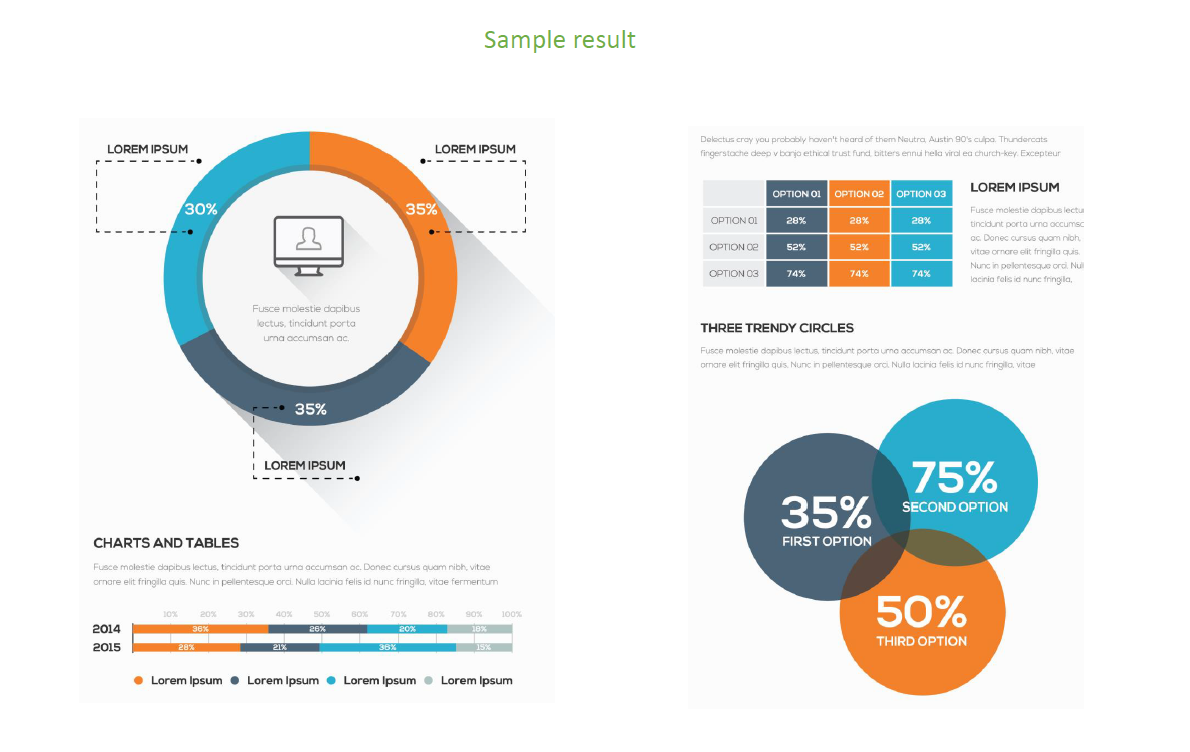 Sample result
LOREM IPSUM
LOREM IPSUM
30%
35%
Fusce molestie dapibus
lectus, tincidunt porta
urna accumsan ac.
35%
LOREM IPSUM
CHARTS AND TABLES
Fusce molestie dapibus lectus, tincidunt porta urna accumsan ac. Donec cursus quam nibh, vitae
ornare elit fringilla quis. Nunc in pellentesque orci. Nulla lacinia felis id nunc fringilla, vitae fermentum
10% 20% 30% 40% 50% 60% 70% 80% 90% 100%
2014 36% 26% 20% 18%
2015 28% 21% 36% 15%
Lorem Ipsum Lorem Ipsum Lorem Ipsum Lorem Ipsum
Delectus cray you probably haven't heard of them Neutra, Austin 90's culpa, Thundercats
fingerstache deep v banjo ethical trust fund, bitters ennui hella viral ea church-key. Excepteur
OPTION 01 OPTION 02 OPTION 03
OPTION 01 28% 28% 28%
OPTION 02 52% 52% 52%
OPTION 03 74% 74% 74%
LOREM IPSUM
Fusce molestie dapibus lectu
tincidunt porta urna accumsc
ac. Donec cursus quam nibh,
vitae ornare elit fringilla quis.
Nunc in pellentesque orci. Nul
lacinia felis id nunc fringilla,
THREE TRENDY CIRCLES
Fusce molestie dapibus lectus, tincidunt porta urna accumsan ac. Donec cursus quam nibh, vitae
ornare elit fringilla quis. Nunc in pellentesque orci. Nulla lacinia felis id nunc fringilla, vitae
75%
SECOND OPTION
35%
FIRST OPTION
50%
THIRD OPTION